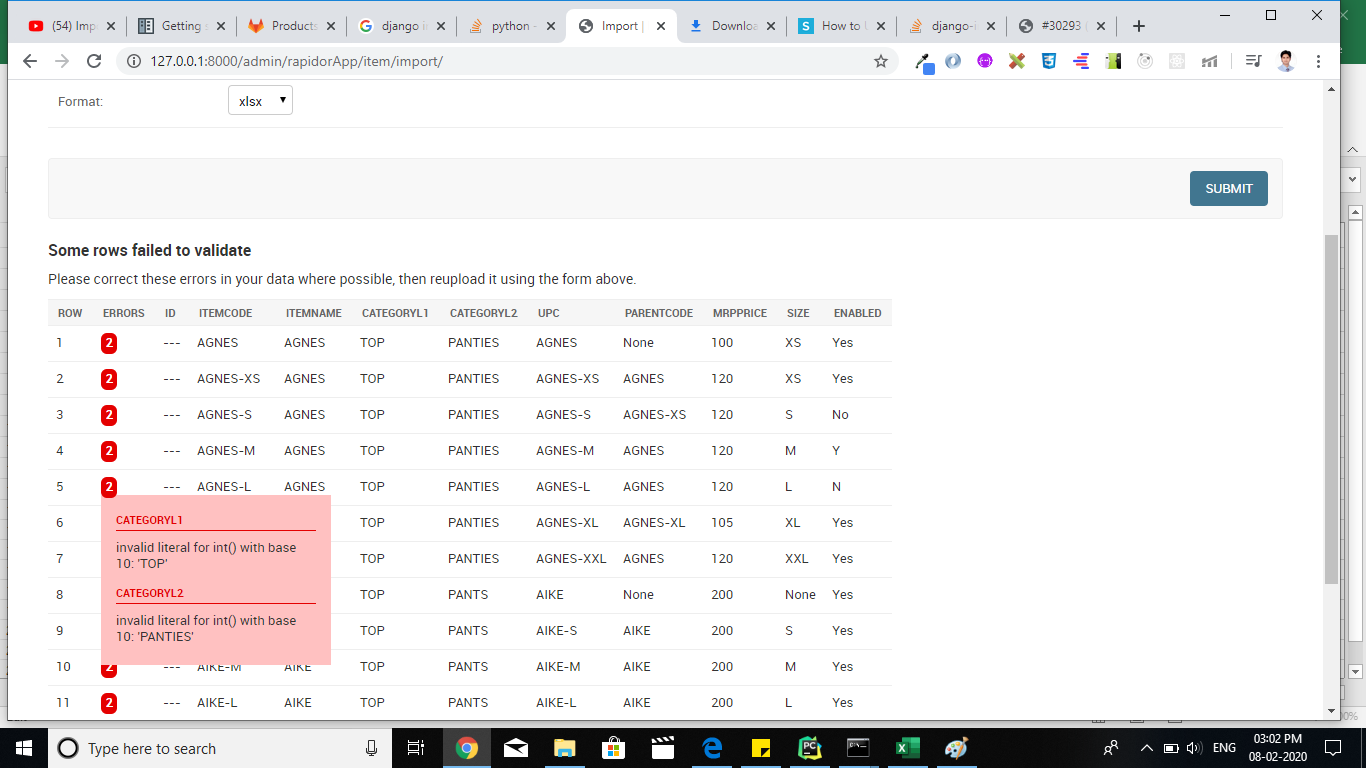 (54) Imp
Getting
Products
django i
python -
Import |
Downloa
How to U
django-i
#30293
127.0.0.1:8000/admin/rapidorApp/item/import/
Format:
xlsx
SUBMIT
Some rows failed to validate
Please correct these errors in your data where possible, then reupload it using the form above.
ROW ERRORS ID ITEMCODE ITEMNAME CATEGORYL1 CATEGORYL2 UPC PARENTCODE MRPPRICE SIZE ENABLED
1 2 --- AGNES AGNES TOP PANTIES AGNES None 100 XS Yes
2 2 --- AGNES-XS AGNES TOP PANTIES AGNES-XS AGNES 120 XS Yes
3 2 --- AGNES-S AGNES TOP PANTIES AGNES-S AGNES-XS 120 S No
4 2 --- AGNES-M AGNES TOP PANTIES AGNES-M AGNES 120 M Y
5 2 --- AGNES-L AGNES TOP PANTIES AGNES-L AGNES 120 L N
6 TOP PANTIES AGNES-XL AGNES-XL 105 XL Yes
7 TOP PANTIES AGNES-XXL AGNES 120 XXL Yes
8 TOP PANTS AIKE None 200 None Yes
9 TOP PANTS AIKE-S AIKE 200 S Yes
10 2 --- AIKE-M AIKE TOP PANTS AIKE-M AIKE 200 M Yes
11 2 --- AIKE-L AIKE TOP PANTS AIKE-L AIKE 200 L Yes
CATEGORYL1
invalid literal for int() with base
10: 'TOP'
CATEGORYL2
invalid literal for int() with base
10: 'PANTIES'
Type here to search
ENG
03:02 PM
08-02-2020